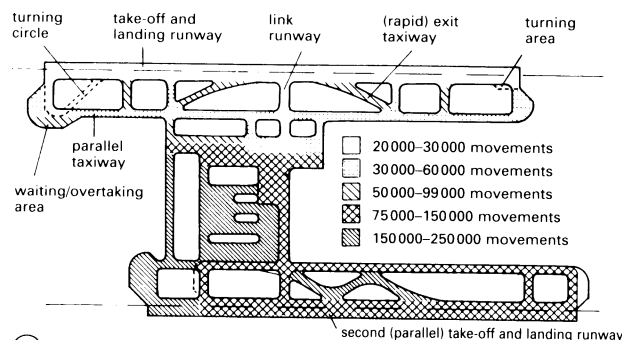 turning
circle
take-off and
landing runway
link
runway
(rapid) exit
taxiway
turning
area
parallel
taxiway
waiting/overtaking
area
20 000–30 000 movements
30 000–60 000 movements
50 000–99 000 movements
75 000–150 000 movements
150 000–250 000 movements
second (parallel) take-off and landing runway